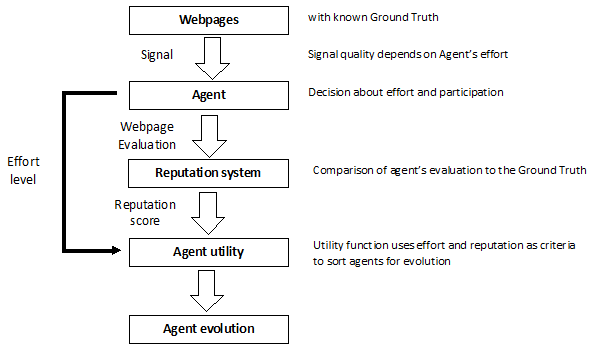 Webpages
with known Ground Truth
Signal
Signal quality depends on Agent's effort
Agent
Decision about effort and participation
Webpage
Evaluation
Effort
level
Reputation system
Comparison of agent's evaluation to the Ground Truth
Reputation
score
Agent utility
Utility function uses effort and reputation as criteria
to sort agents for evolution
Agent evolution